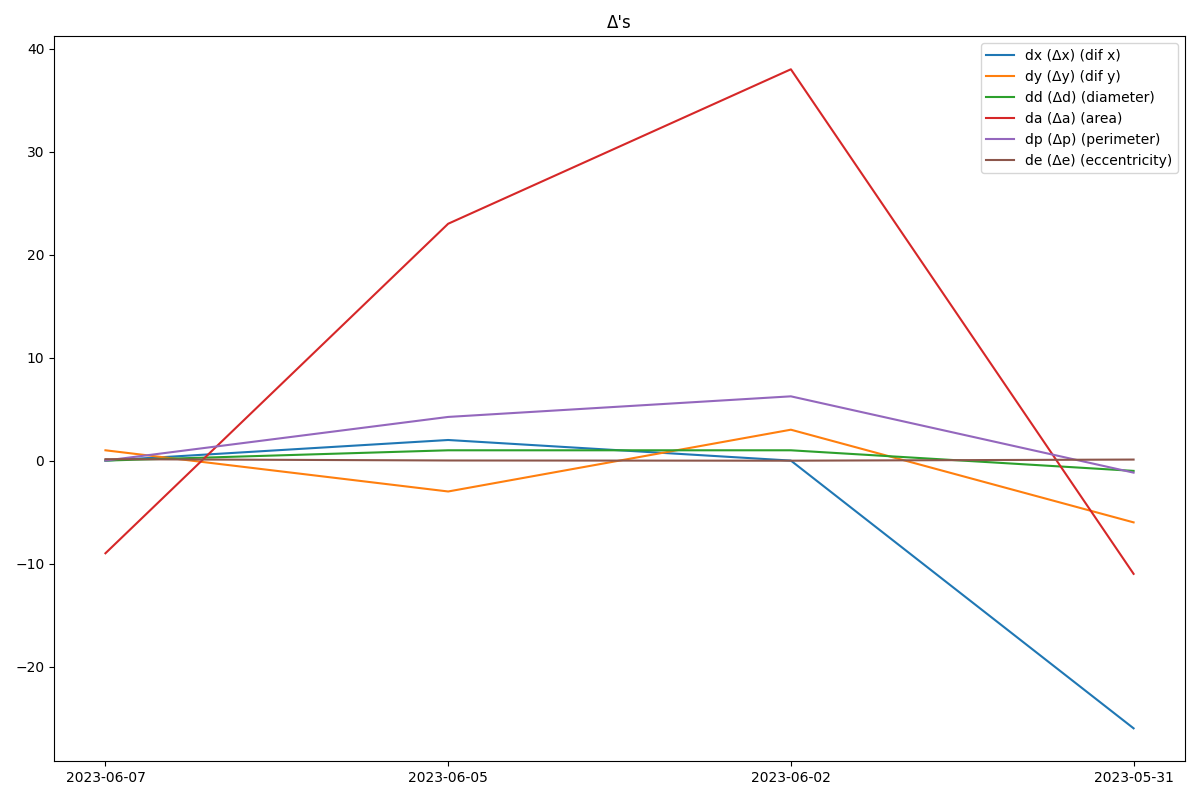 Δ's
40
30
20
10
0
−10
−20
dx (Δx) (dif x)
dy (Δy) (dif y)
dd (Δd) (diameter)
da (Δa) (area)
dp (Δp) (perimeter)
de (Δe) (eccentricity)
2023-06-07 2023-06-05 2023-06-02 2023-05-31